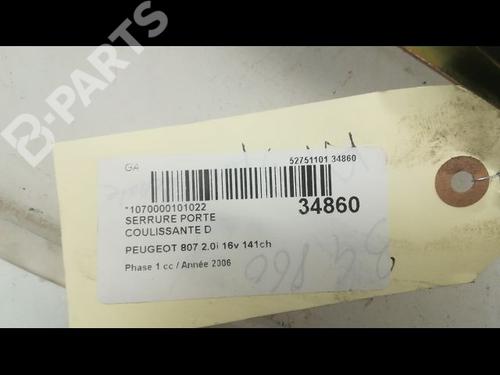 GA
52751101 34860
*1070000101022
34860
SERRURE PORTE
COULISSANTE D
PEUGEOT 807 2.0i 16v 141ch
Phase 1 cc / Année 2006
34860
B-PARTS